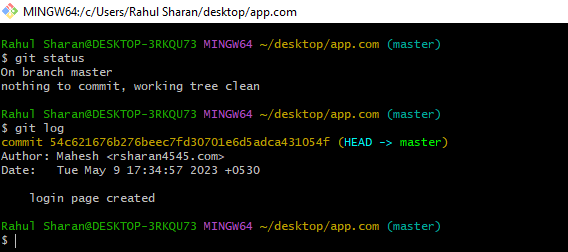 MINGW64:/c/Users/Rahul Sharan/desktop/app.com
Rahul Sharan@DESKTOP-3RKQU73 MINGW64 ~/desktop/app.com (master)
$ git status
On branch master
nothing to commit, working tree clean
Rahul Sharan@DESKTOP-3RKQU73 MINGW64 ~/desktop/app.com (master)
$ git log
commit 54c621676b276beec7fd30701e6d5adca431054f (HEAD -> master)
Author: Mahesh <rsharan4545.com>
Date:   Tue May 9 17:34:57 2023 +0530
    login page created
Rahul Sharan@DESKTOP-3RKQU73 MINGW64 ~/desktop/app.com (master)
$